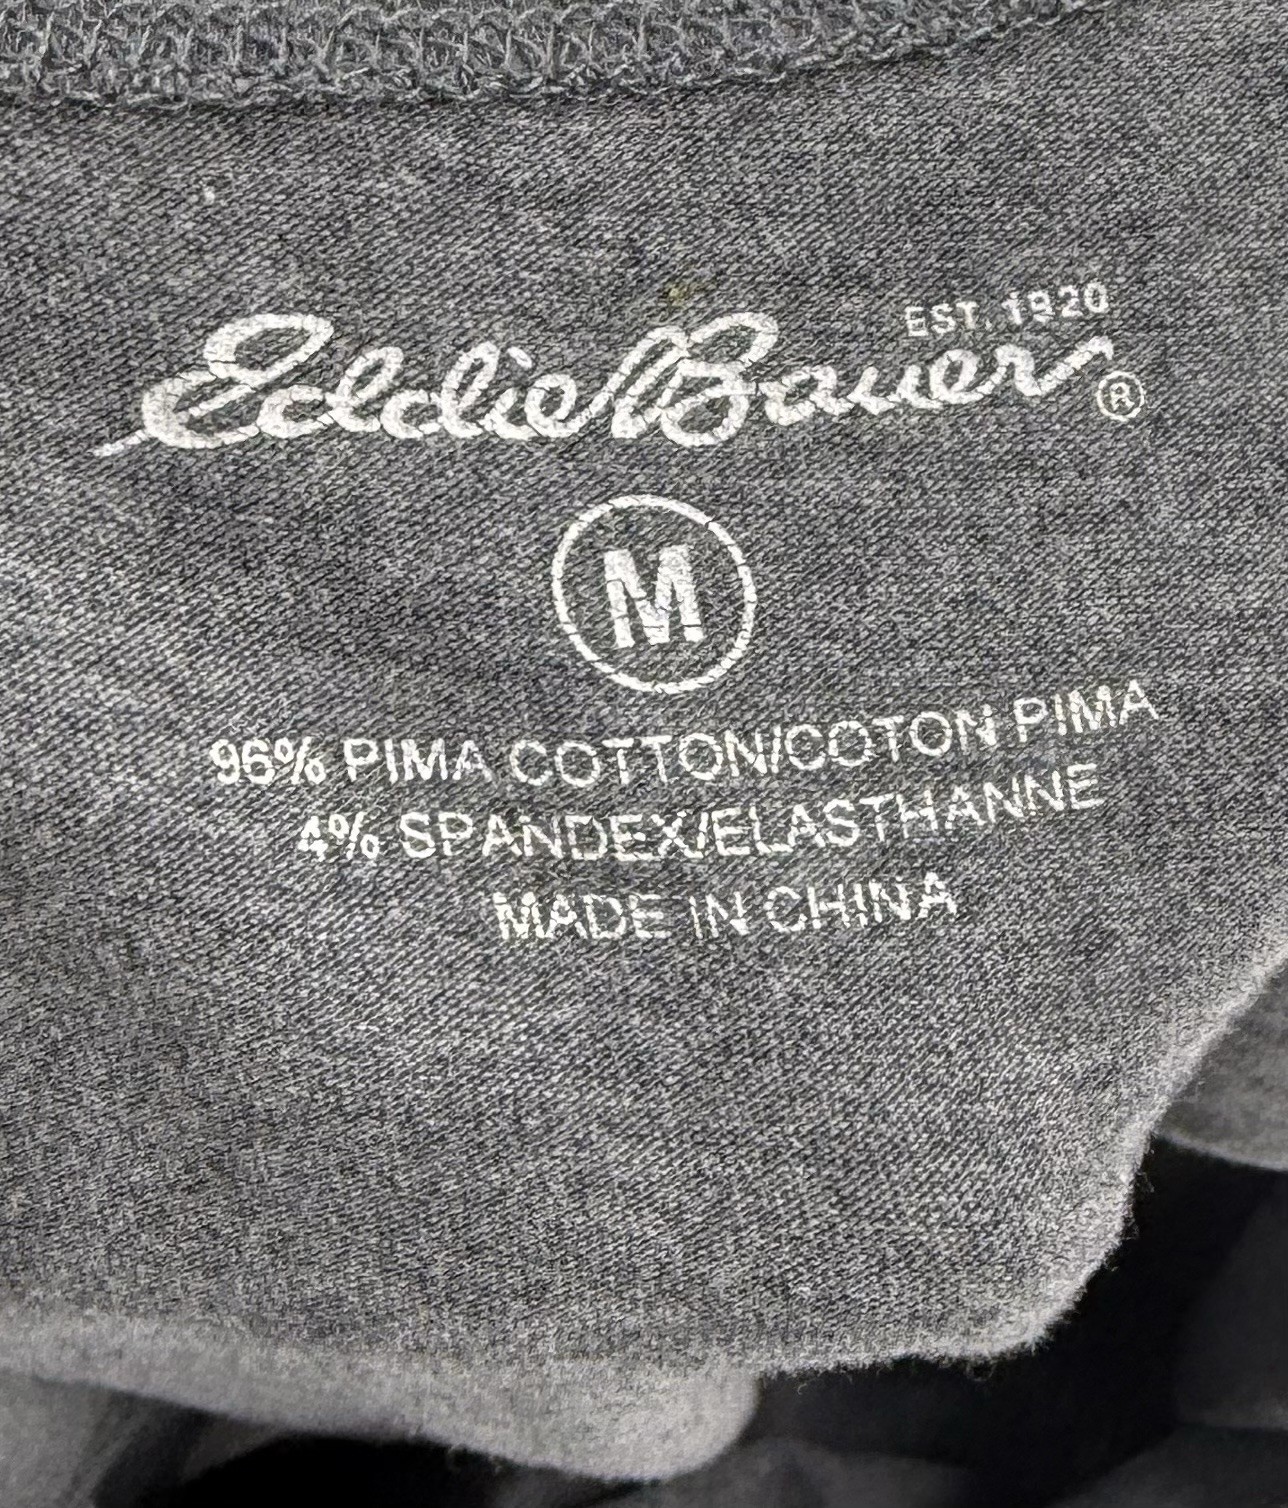 EST. 1920
Eddie Bauer®
M
96% PIMA COTTON/COTON PIMA
4% SPANDEX/ELASTHANNE
MADE IN CHINA